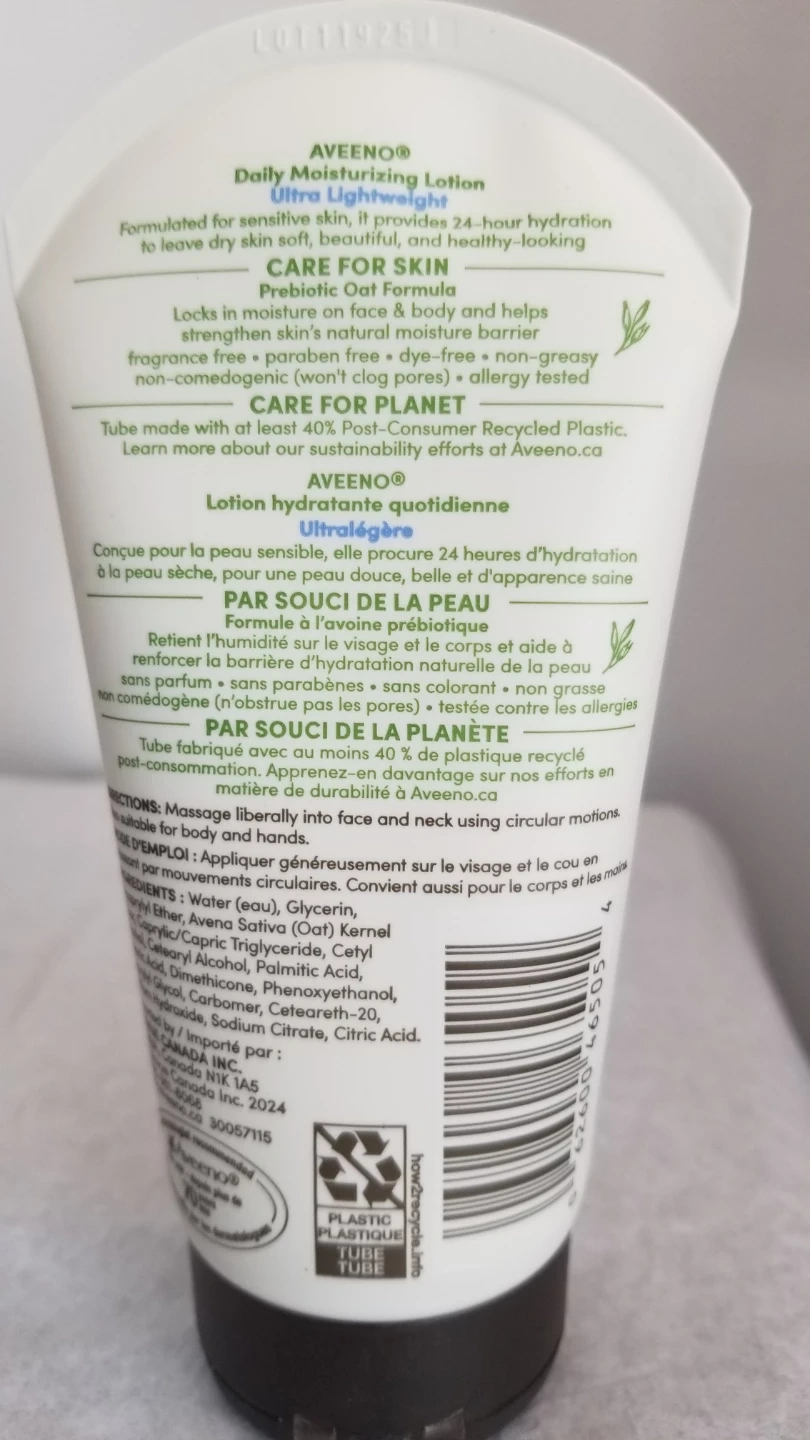 LOT11925
AVEENO®
Daily Moisturizing Lotion
Ultra Lightweight
Formulated for sensitive skin, it provides 24-hour hydration
to leave dry skin soft, beautiful, and healthy-looking
CARE FOR SKIN
Prebiotic Oat Formula
Locks in moisture on face & body and helps
strengthen skin's natural moisture barrier
fragrance free • paraben free • dye-free • non-greasy
non-comedogenic (won't clog pores) • allergy tested
CARE FOR PLANET
Tube made with at least 40% Post-Consumer Recycled Plastic.
Learn more about our sustainability efforts at Aveeno.ca
AVEENO®
Lotion hydratante quotidienne
Ultralégère
Conçue pour la peau sensible, elle procure 24 heures d'hydratation
à la peau sèche, pour une peau douce, belle et d'apparence saine
PAR SOUCI DE LA PEAU
Formule à l'avoine prébiotique
Retient l'humidité sur le visage et le corps et aide à
renforcer la barrière d'hydratation naturelle de la peau
sans parfum • sans parabènes • sans colorant • non grasse
non comédogène (n'obstrue pas les pores) • testée contre les allergies
PAR SOUCI DE LA PLANÈTE
Tube fabriqué avec au moins 40 % de plastique recyclé
post-consommation. Apprenez-en davantage sur nos efforts en
matière de durabilité à Aveeno.ca
Massage liberally into face and neck using circular motions.
for body and hands.
D'EMPLOI : Appliquer généreusement sur le visage et le cou en
par mouvements circulaires. Convient aussi pour le corps et les mains
: Water (eau), Glycerin,
Ether, Avena Sativa (Oat) Kernel
Caprylic/Capric Triglyceride, Cetyl
Cetearyl Alcohol, Palmitic Acid,
Acid, Dimethicone, Phenoxyethanol,
Glycol, Carbomer, Ceteareth-20,
Hydroxide, Sodium Citrate, Citric Acid.
by / Importé par :
CANADA INC.
Canada N1K 1A5
Canada Inc. 2024
30057115
recommended
Aveeno®
PLASTIC
PLASTIQUE
TUBE
TUBE
how2recycle.info
0 62600 46505 4